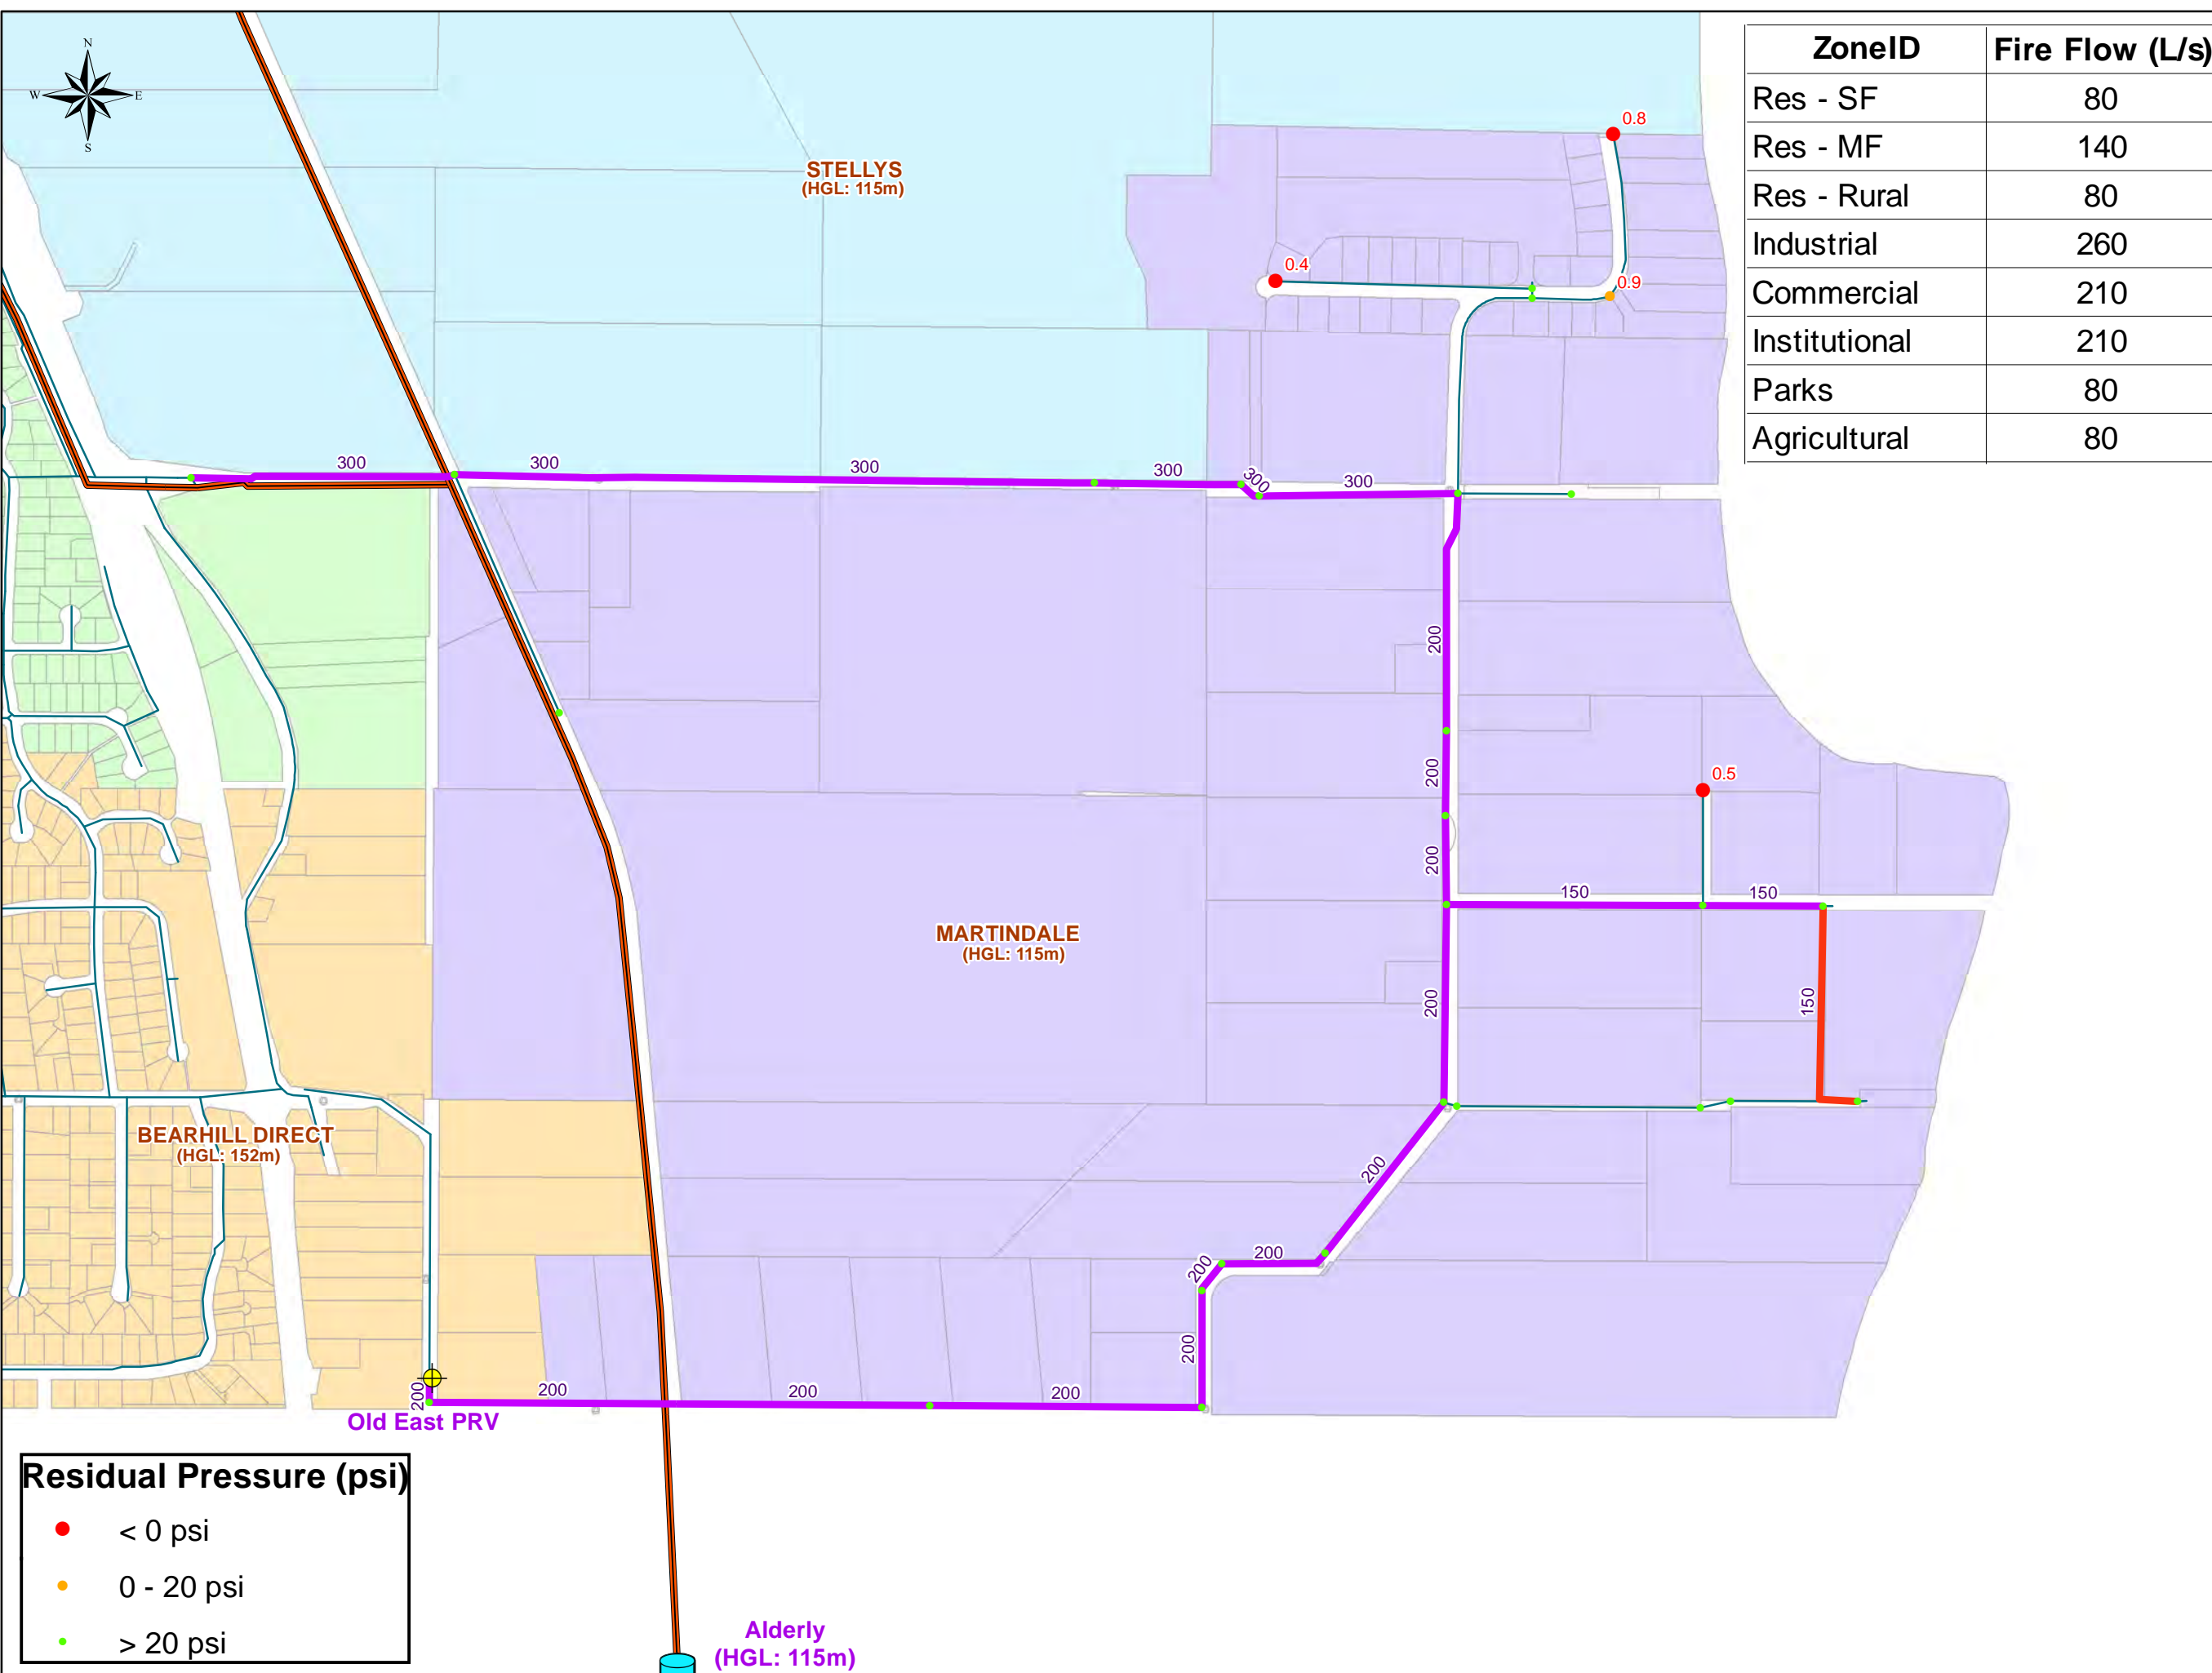 N
W
E
S
ZoneID Fire Flow (L/s)
Res - SF 80
Res - MF 140
Res - Rural 80
Industrial 260
Commercial 210
Institutional 210
Parks 80
Agricultural 80
0.8
STELLYS
(HGL: 115m)
0.4
0.9
300
300
300
300
300
300
200
200
0.5
200
150
150
MARTINDALE
(HGL: 115m)
200
150
BEARHILL DIRECT
(HGL: 152m)
200
200
200
200
200
200
200
200
Old East PRV
Residual Pressure (psi)
< 0 psi
0 - 20 psi
> 20 psi
Alderly
(HGL: 115m)